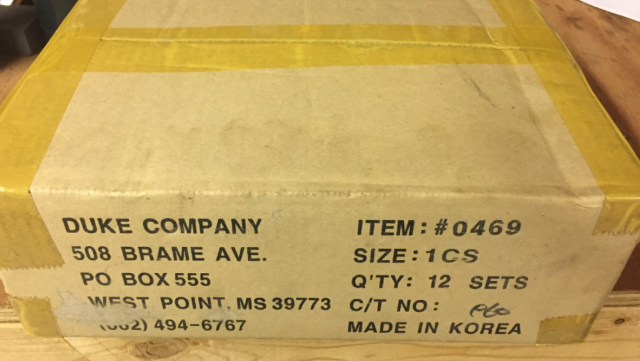 DUKE COMPANY
508 BRAME AVE.
PO BOX 555
WEST POINT, MS 39773
494-6767
ITEM: #0469
SIZE: 1CS
Q'TY: 12 SETS
C/T NO:
MADE IN KOREA